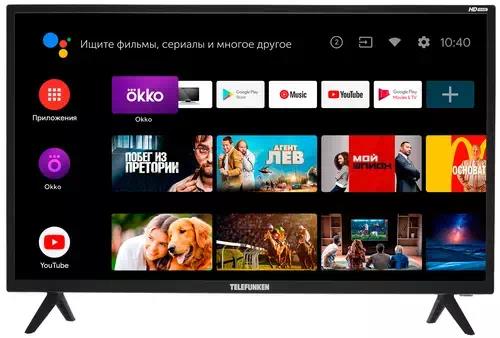 HD READY
Ищите фильмы, сериалы и многое другое
2
10:40
Приложения
okko
Google Play
Store
Music
YouTube
Google Play
Movies & TV
Okko
Okko
ПОБЕГ ИЗ
ПРЕТОРИИ
АГЕНТ
ЛЕВ
МОЙ
ШПИОН
ОСНОВАТ
YouTube
TELEFUNKEN